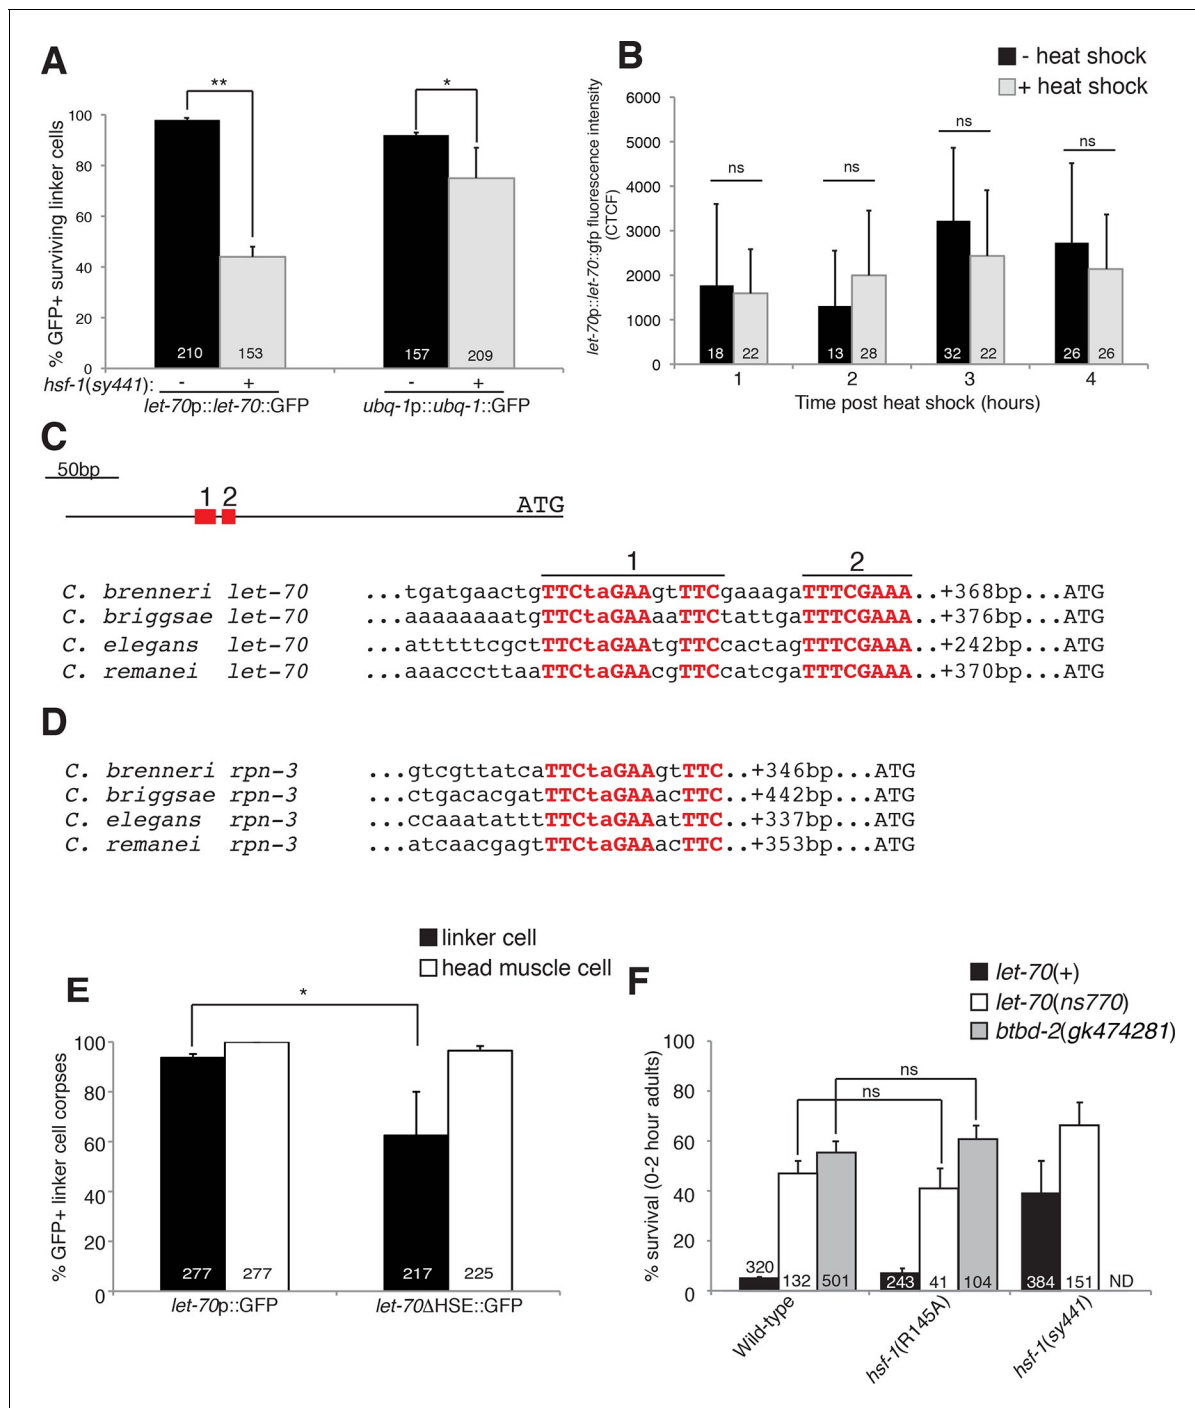 A
% GFP+ surviving linker cells
100
80
60
40
20
0
**
*
210
153
157
209
hsf-1(sy441):
-
+
-
+
let-70p::let-70::GFP
ubq-1p::ubq-1::GFP
B
- heat shock
+ heat shock
let-70p::let-70::gfp fluorescence intensity
(CTCF)
6000
5000
4000
3000
2000
1000
0
ns
ns
ns
ns
18
22
13
28
32
22
26
26
1
2
3
4
Time post heat shock (hours)
C
50bp
1 2
ATG
1
2
C. brenneri let-70 ...tgatgaactgTTCtaGAAgtTTCgaaagaTTTCGAAA..+368bp...ATG
C. briggsae let-70 ...aaaaaaaatgTTCtaGAAaaTTCtattgaTTTCGAAA..+376bp...ATG
C. elegans let-70 ...atttttcgctTTCtaGAAtgTTCcactagaTTTCGAAA..+242bp...ATG
C. remanei let-70 ...aaacccttaaTTCtaGAAcgTTCcatcgaTTTCGAAA..+370bp...ATG
D
C. brenneri rpn-3 ...gtcgttatcaTTCtaGAAgtTTC..+346bp...ATG
C. briggsae rpn-3 ...ctgacacgatTTCtaGAAacTTC..+442bp...ATG
C. elegans rpn-3 ...ccaaatatttTTCtaGAAatTTC..+337bp...ATG
C. remanei rpn-3 ...atcaacgagtTTCtaGAAacTTC..+353bp...ATG
linker cell
head muscle cell
E
% GFP+ linker cell corpses
100
80
60
40
20
0
*
277
277
217
225
let-70p::GFP
let-70ΔHSE::GFP
F
let-70(+)
let-70(ns770)
btbd-2(gk474281)
% survival (0-2 hour adults)
100
80
60
40
20
0
ns
ns
320
132
501
243
41
104
384
151
ND
Wild-type
hsf-1(R145A)
hsf-1(sy441)